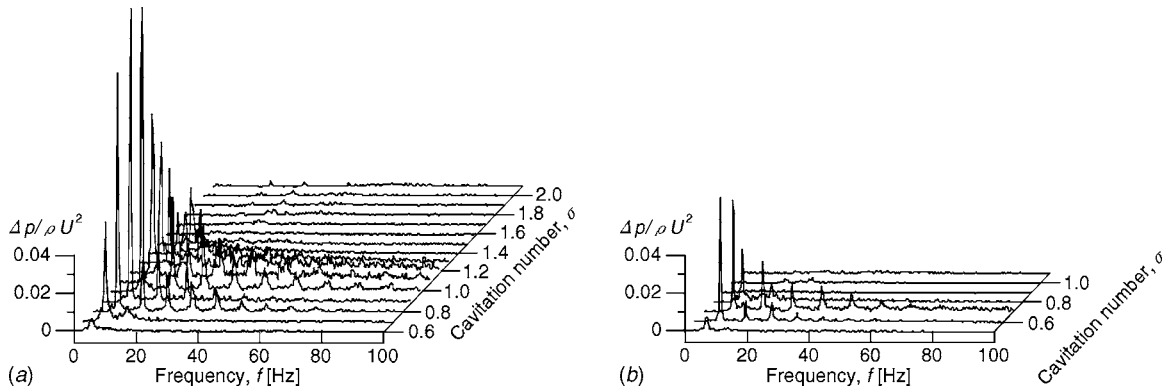 Δp/ρU²
0.04
0.02
0
0 20 40 60 80 100
Frequency, f [Hz]
0.6
0.8
1.0
1.2
1.4
1.6
1.8
2.0
Cavitation number, σ
(a)
Δp/ρU²
0.04
0.02
0
0 20 40 60 80 100
Frequency, f [Hz]
0.6
0.8
1.0
Cavitation number, σ
(b)